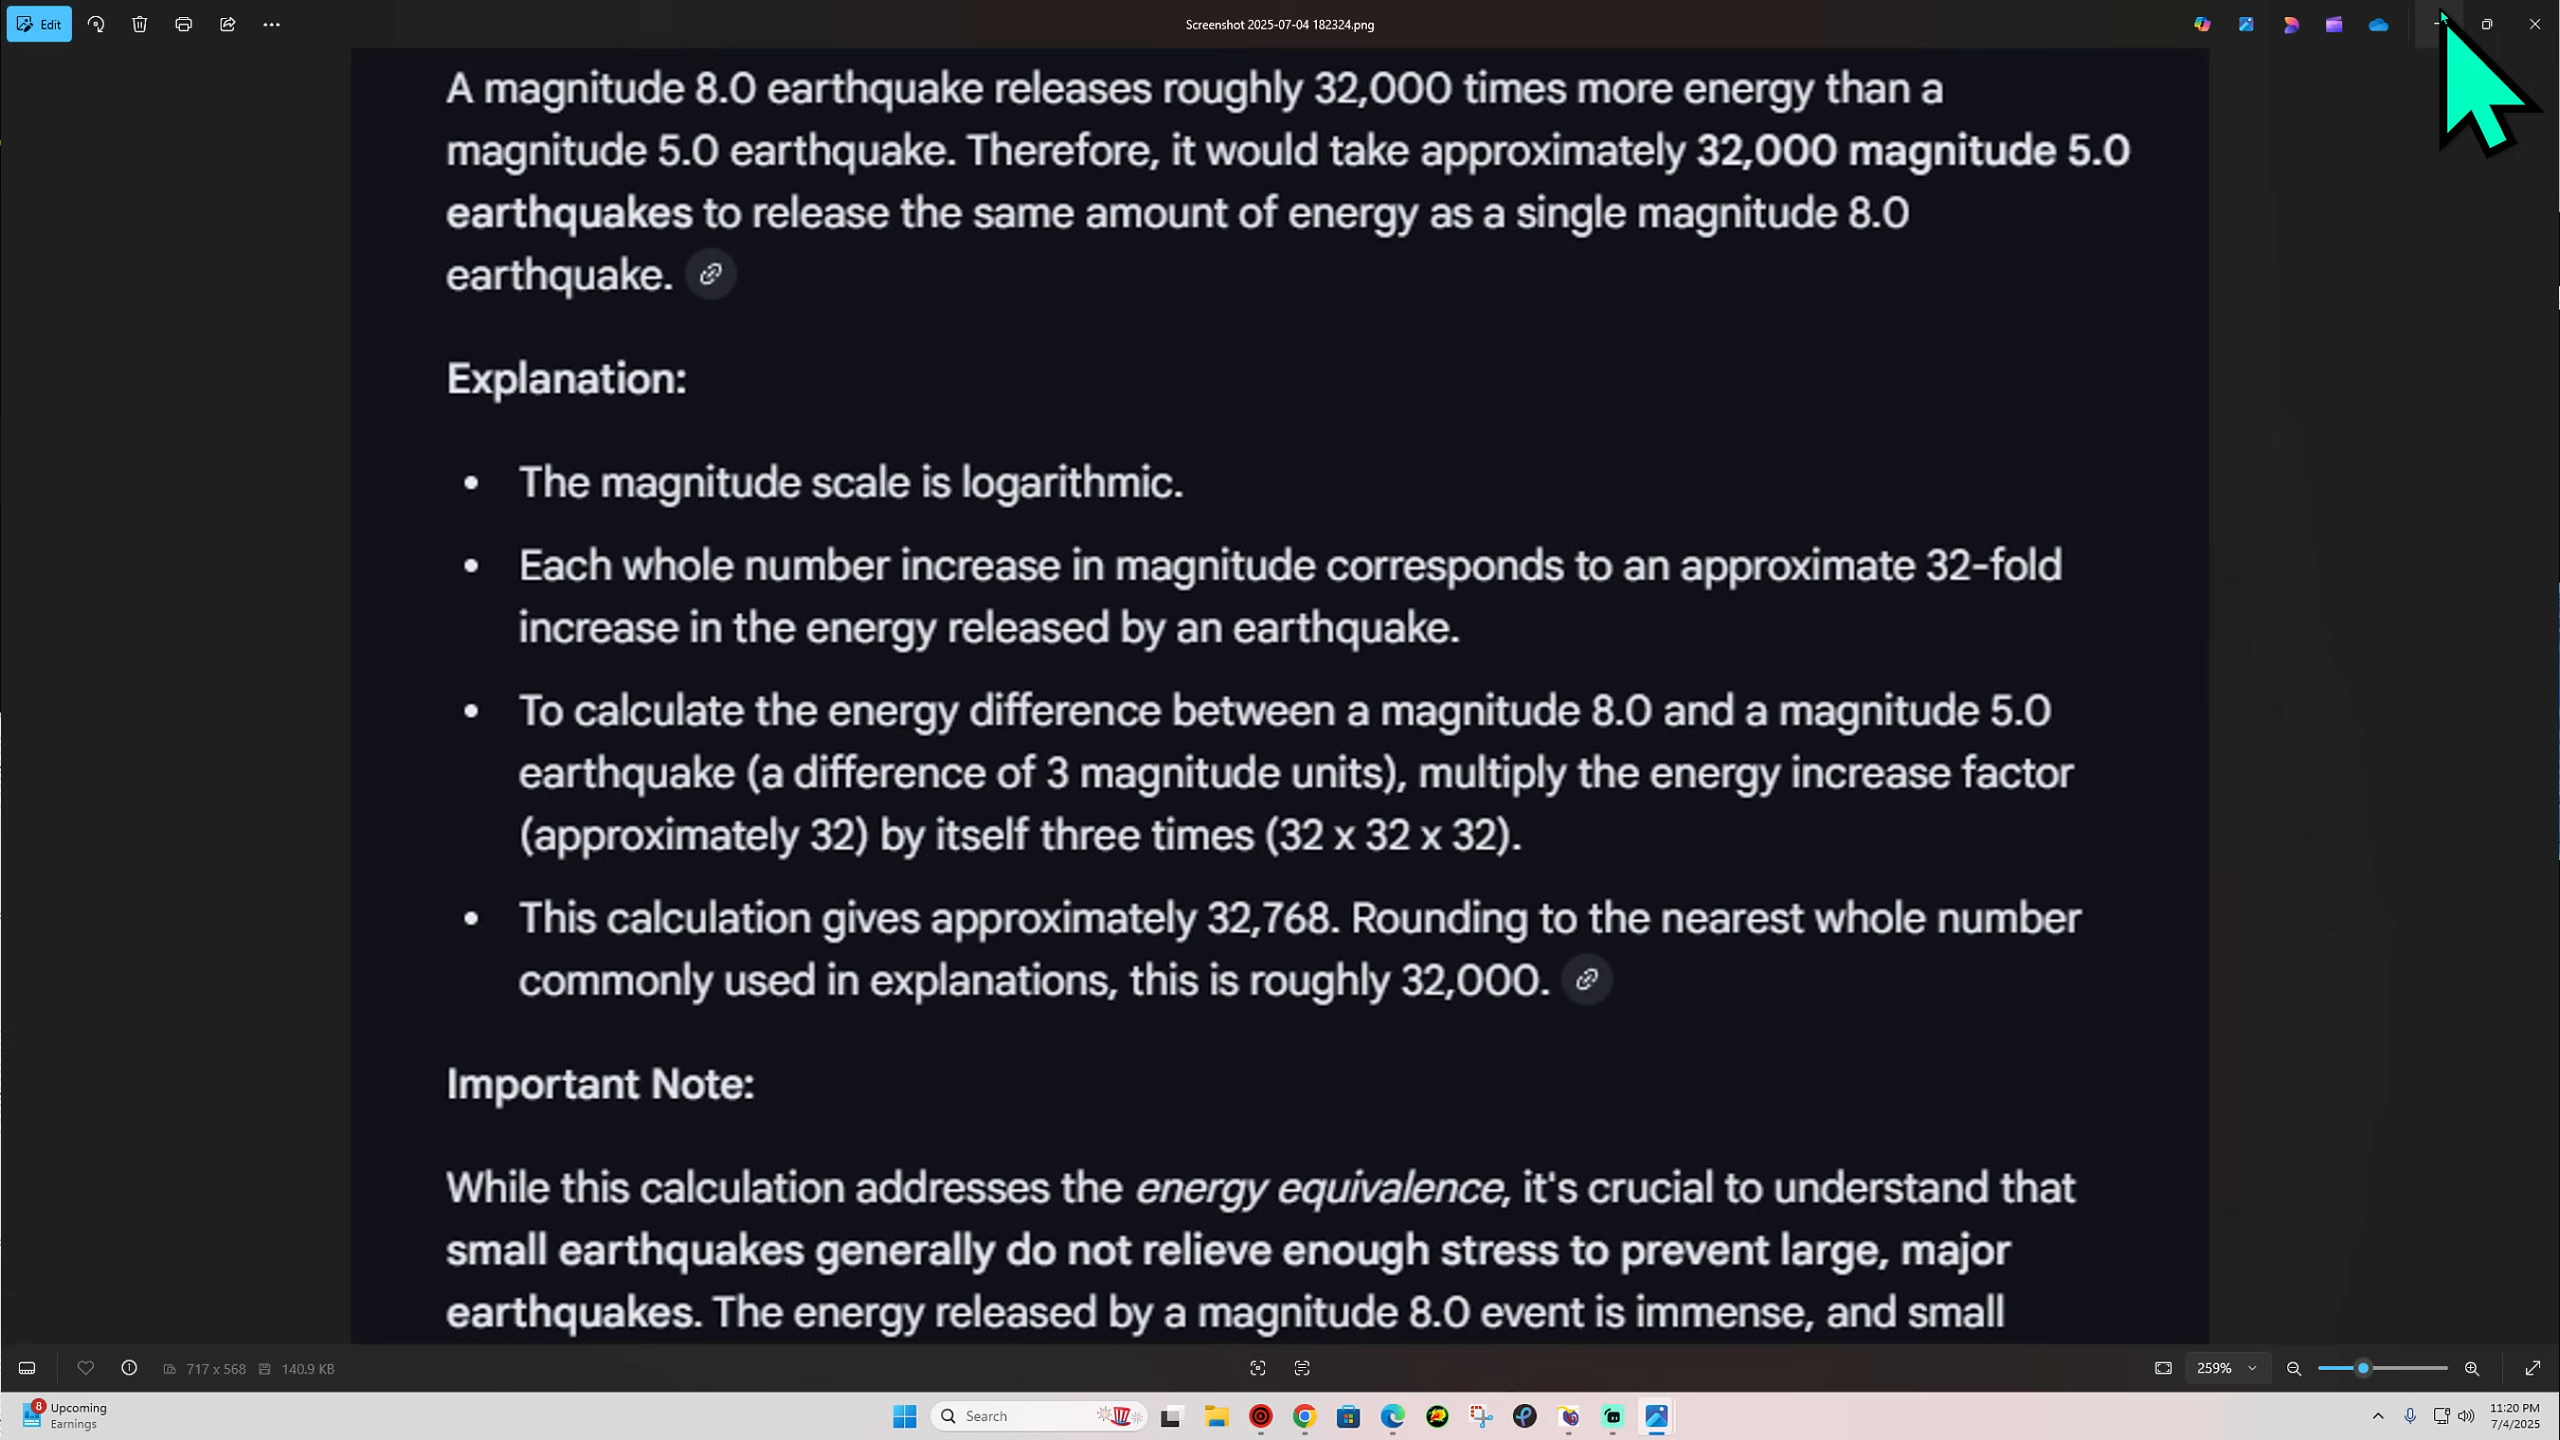 Edit
Screenshot 2025-07-04 182324.png
A magnitude 8.0 earthquake releases roughly 32,000 times more energy than a
magnitude 5.0 earthquake. Therefore, it would take approximately 32,000 magnitude 5.0
earthquakes to release the same amount of energy as a single magnitude 8.0
earthquake.
Explanation:
• The magnitude scale is logarithmic.
• Each whole number increase in magnitude corresponds to an approximate 32-fold
increase in the energy released by an earthquake.
• To calculate the energy difference between a magnitude 8.0 and a magnitude 5.0
earthquake (a difference of 3 magnitude units), multiply the energy increase factor
(approximately 32) by itself three times (32 x 32 x 32).
• This calculation gives approximately 32,768. Rounding to the nearest whole number
commonly used in explanations, this is roughly 32,000.
Important Note:
While this calculation addresses the energy equivalence, it's crucial to understand that
small earthquakes generally do not relieve enough stress to prevent large, major
earthquakes. The energy released by a magnitude 8.0 event is immense, and small
717 x 568 140.9 KB 259%
8 Upcoming
Earnings
Search
11:20 PM
7/4/2025